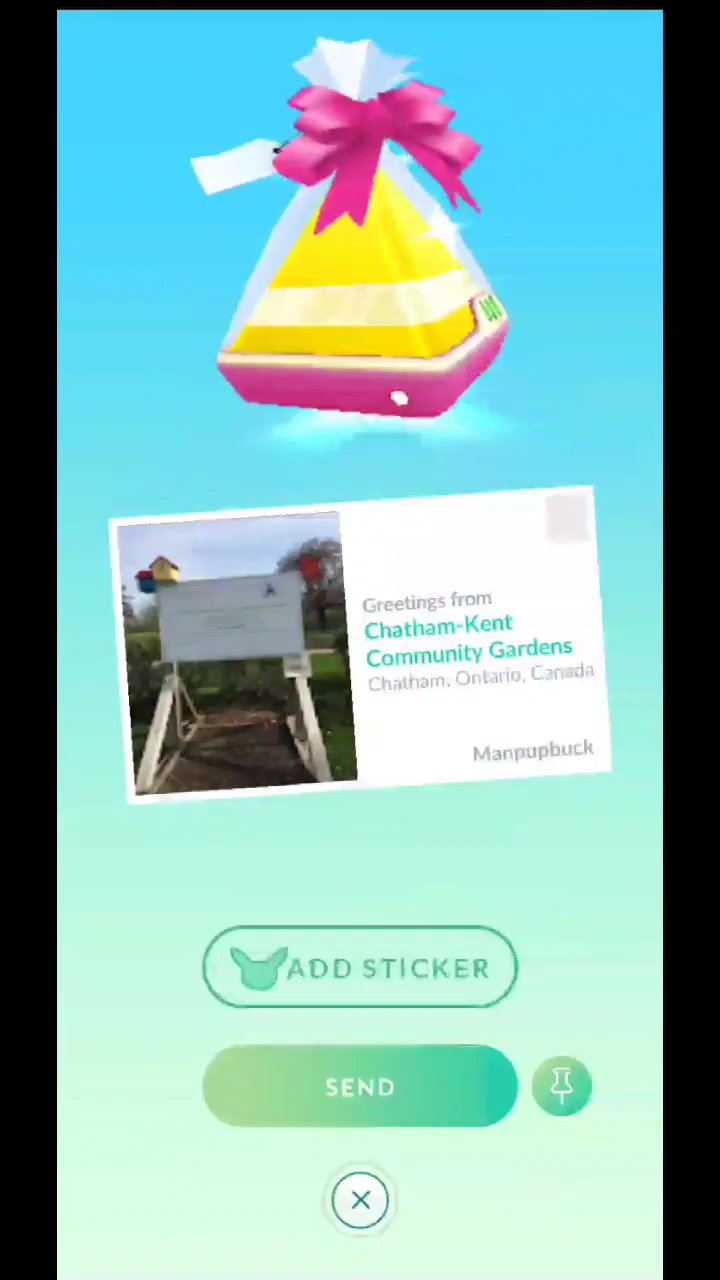 Greetings from
Chatham-Kent
Community Gardens
Chatham, Ontario, Canada
Manpupbuck
ADD STICKER
SEND